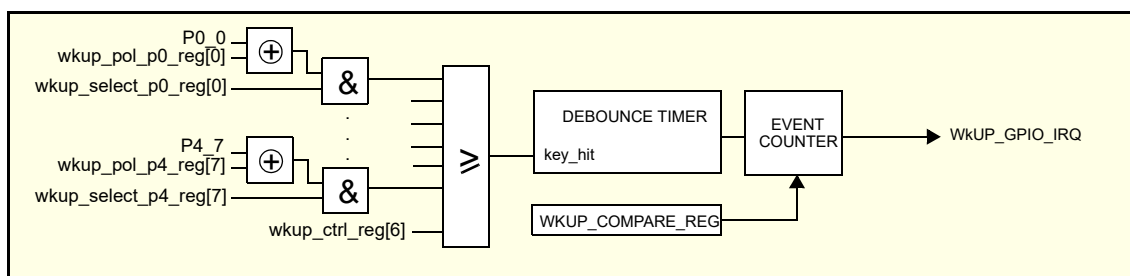 P0_0
wkup_pol_p0_reg[0]
wkup_select_p0_reg[0]
&
P4_7
wkup_pol_p4_reg[7]
wkup_select_p4_reg[7]
&
wkup_ctrl_reg[6]
≥
DEBOUNCE TIMER
key_hit
EVENT
COUNTER
WKUP_COMPARE_REG
WkUP_GPIO_IRQ